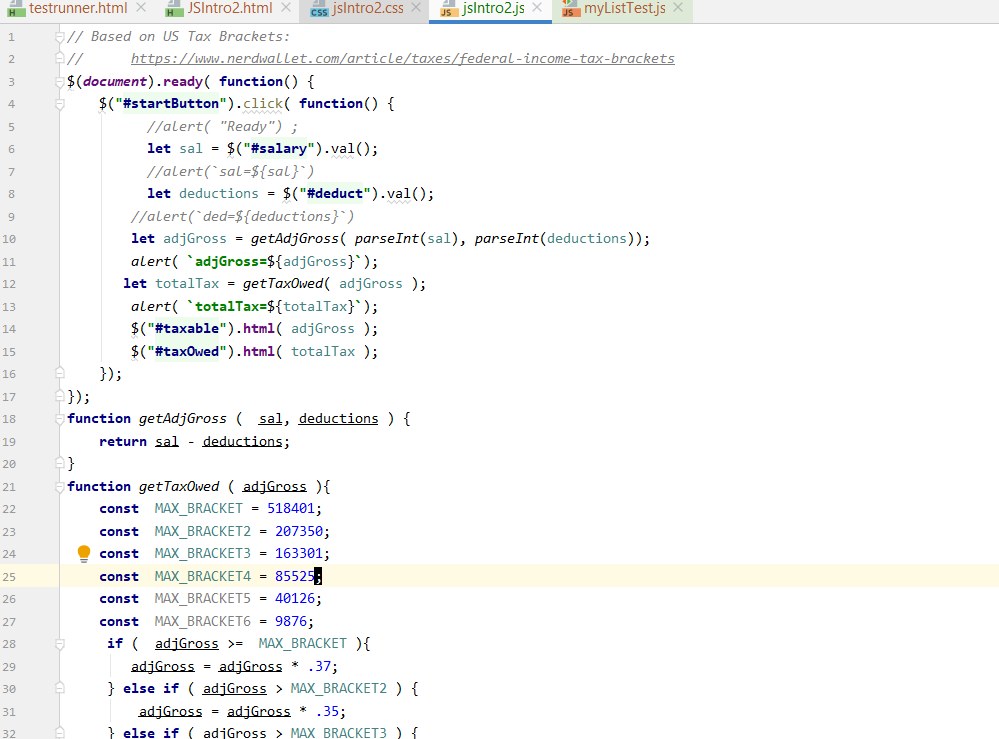 testrunner.html JSIntro2.html jsIntro2.css jsIntro2.js myListTest.js
1 // Based on US Tax Brackets:
2 //      https://www.nerdwallet.com/article/taxes/federal-income-tax-brackets
3 $(document).ready( function() {
4     $("#startButton").click( function() {
5           //alert( "Ready") ;
6           let sal = $("#salary").val();
7           //alert(`sal=${sal}`)
8           let deductions = $("#deduct").val();
9         //alert(`ded=${deductions}`)
10         let adjGross = getAdjGross( parseInt(sal), parseInt(deductions));
11         alert( `adjGross=${adjGross}`);
12        let totalTax = getTaxOwed( adjGross );
13         alert( `totalTax=${totalTax}`);
14         $("#taxable").html( adjGross );
15         $("#taxOwed").html( totalTax );
16     });
17 });
18 function getAdjGross (  sal, deductions ) {
19     return sal - deductions;
20 }
21 function getTaxOwed ( adjGross ){
22     const  MAX_BRACKET = 518401;
23     const  MAX_BRACKET2 = 207350;
24     const  MAX_BRACKET3 = 163301;
25     const  MAX_BRACKET4 = 85525;
26     const  MAX_BRACKET5 = 40126;
27     const  MAX_BRACKET6 = 9876;
28      if (  adjGross >=  MAX_BRACKET ){
29         adjGross = adjGross * .37;
30      } else if ( adjGross > MAX_BRACKET2 ) {
31          adjGross = adjGross * .35;
32      } else if ( adjGross > MAX_BRACKET3 ) {